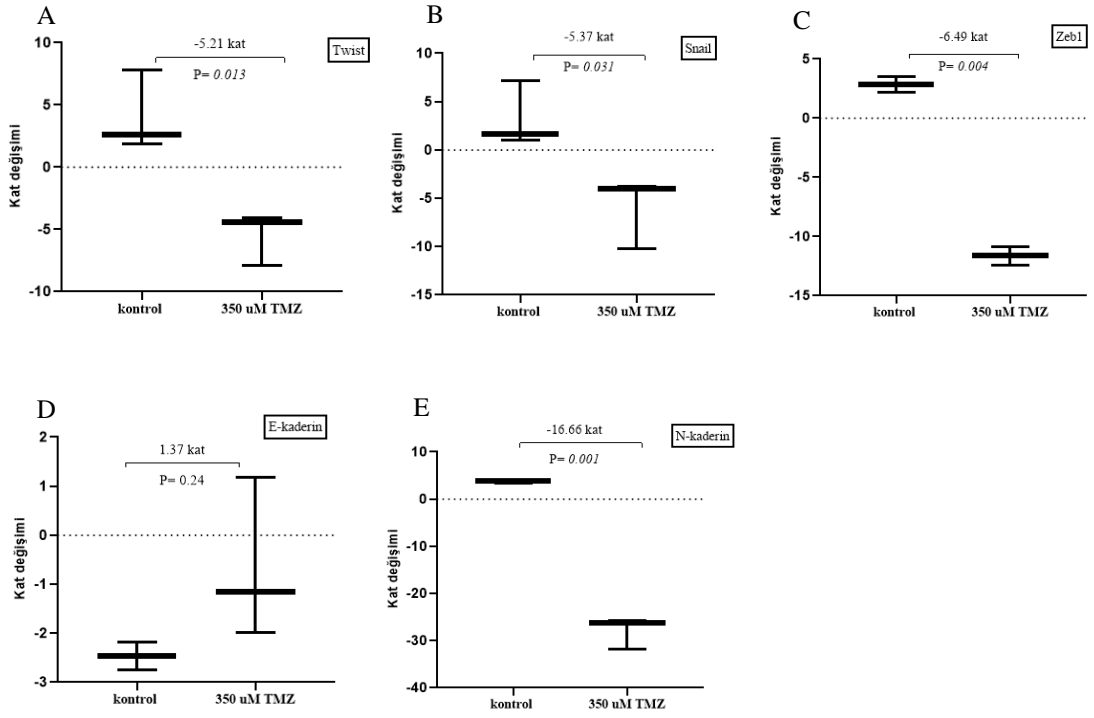 A
-5.21 kat
Twist
P= 0.013
Kat değişimi
10
5
0
-5
-10
kontrol
350 uM TMZ
B
-5.37 kat
Snail
P= 0.031
Kat değişimi
10
5
0
-5
-10
-15
kontrol
350 uM TMZ
C
-6.49 kat
Zeb1
P= 0.004
Kat değişimi
5
0
-5
-10
-15
kontrol
350 uM TMZ
D
E-kaderin
1.37 kat
P= 0.24
Kat değişimi
2
1
0
-1
-2
-3
kontrol
350 uM TMZ
E
-16.66 kat
N-kaderin
P= 0.001
Kat değişimi
10
0
-10
-20
-30
-40
kontrol
350 uM TMZ